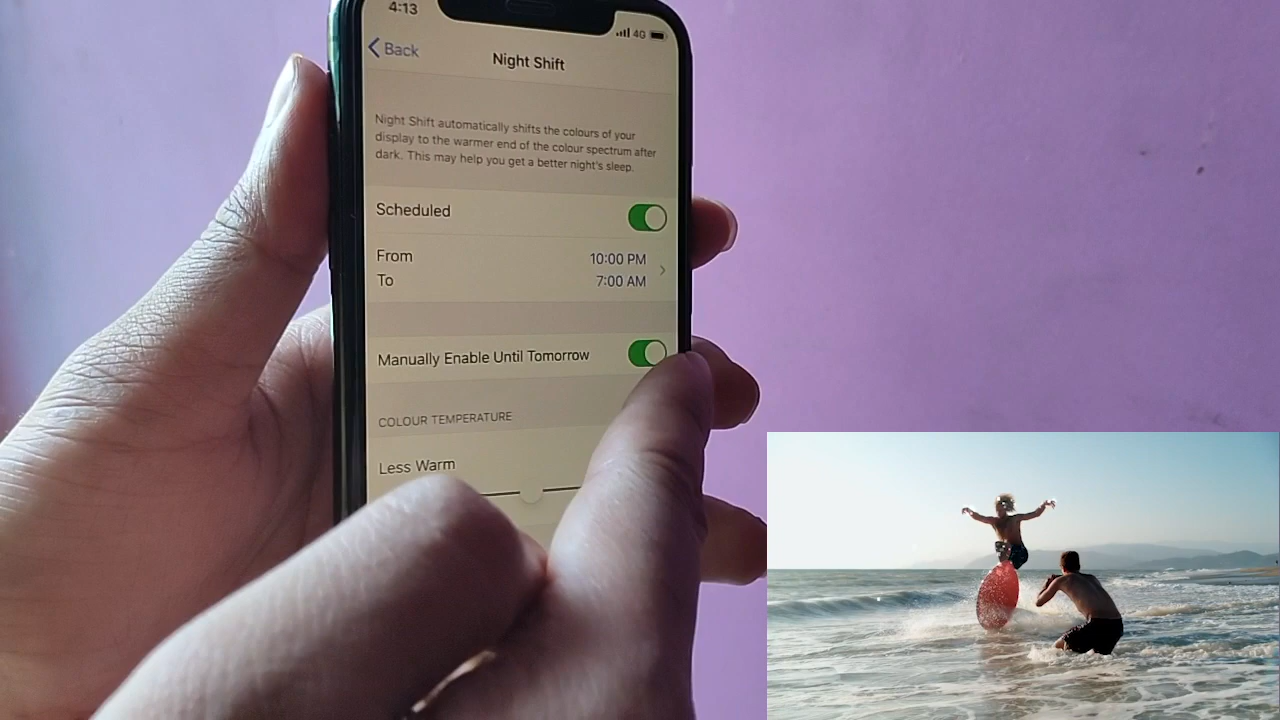 4:13
4G
Back
Night Shift
Night Shift automatically shifts the colours of your
display to the warmer end of the colour spectrum after
dark. This may help you get a better night's sleep.
Scheduled
From 10:00 PM
To 7:00 AM
Manually Enable Until Tomorrow
COLOUR TEMPERATURE
Less Warm